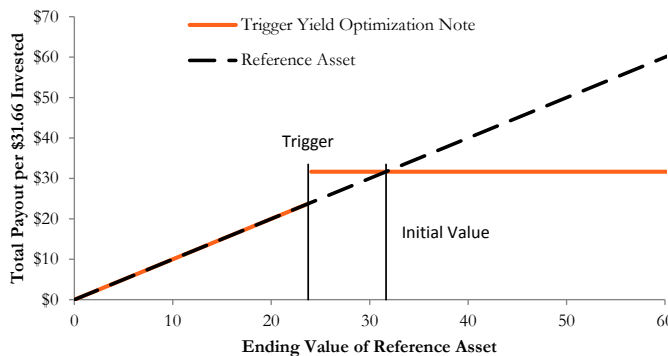 $70
$60
$50
$40
$30
$20
$10
$0
Total Payout per $31.66 Invested
Trigger Yield Optimization Note
Reference Asset
Trigger
Initial Value
0 10 20 30 40 50 60
Ending Value of Reference Asset